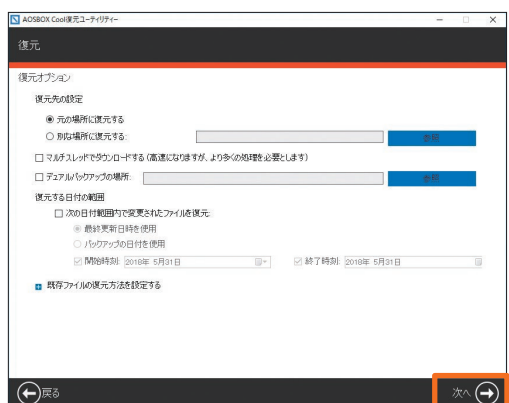 AOSBOX Cool復元ユーティリティー
復元
復元オプション
復元先の設定
元の場所に復元する
別な場所に復元する:
参照
マルチスレッドでダウンロードする (高速になりますが、より多くの処理を必要とします)
デュアルバックアップの場所:
参照
復元する日付の範囲
次の日付範囲内で変更されたファイルを復元:
最終更新日時を使用
バックアップの日付を使用
開始時刻: 2018年 5月31日 終了時刻: 2018年 5月31日
既存ファイルの復元方法を設定する
戻る 次へ